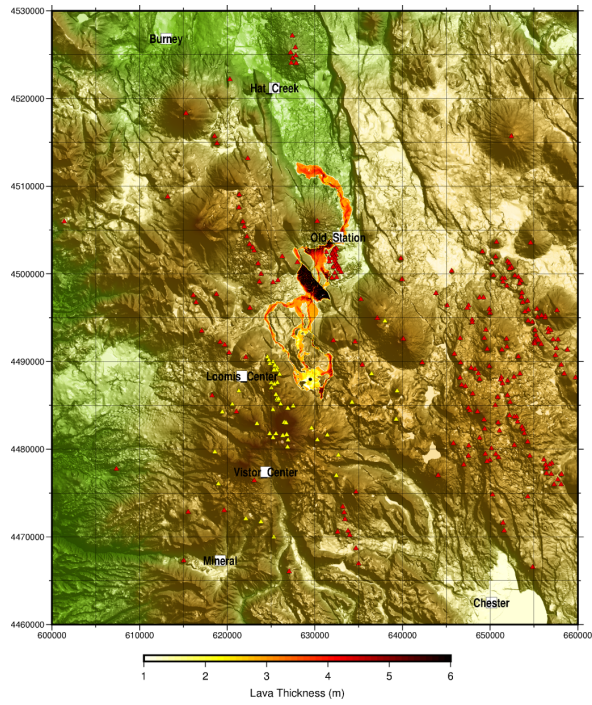 4530000
Burney
Hat_Creek
4520000
4510000
Old_Station
4500000
4490000
Loomis_Center
4480000
Vistor_Center
4470000
Mineral
Chester
4460000
600000 610000 620000 630000 640000 650000 660000
1 2 3 4 5 6
Lava Thickness (m)